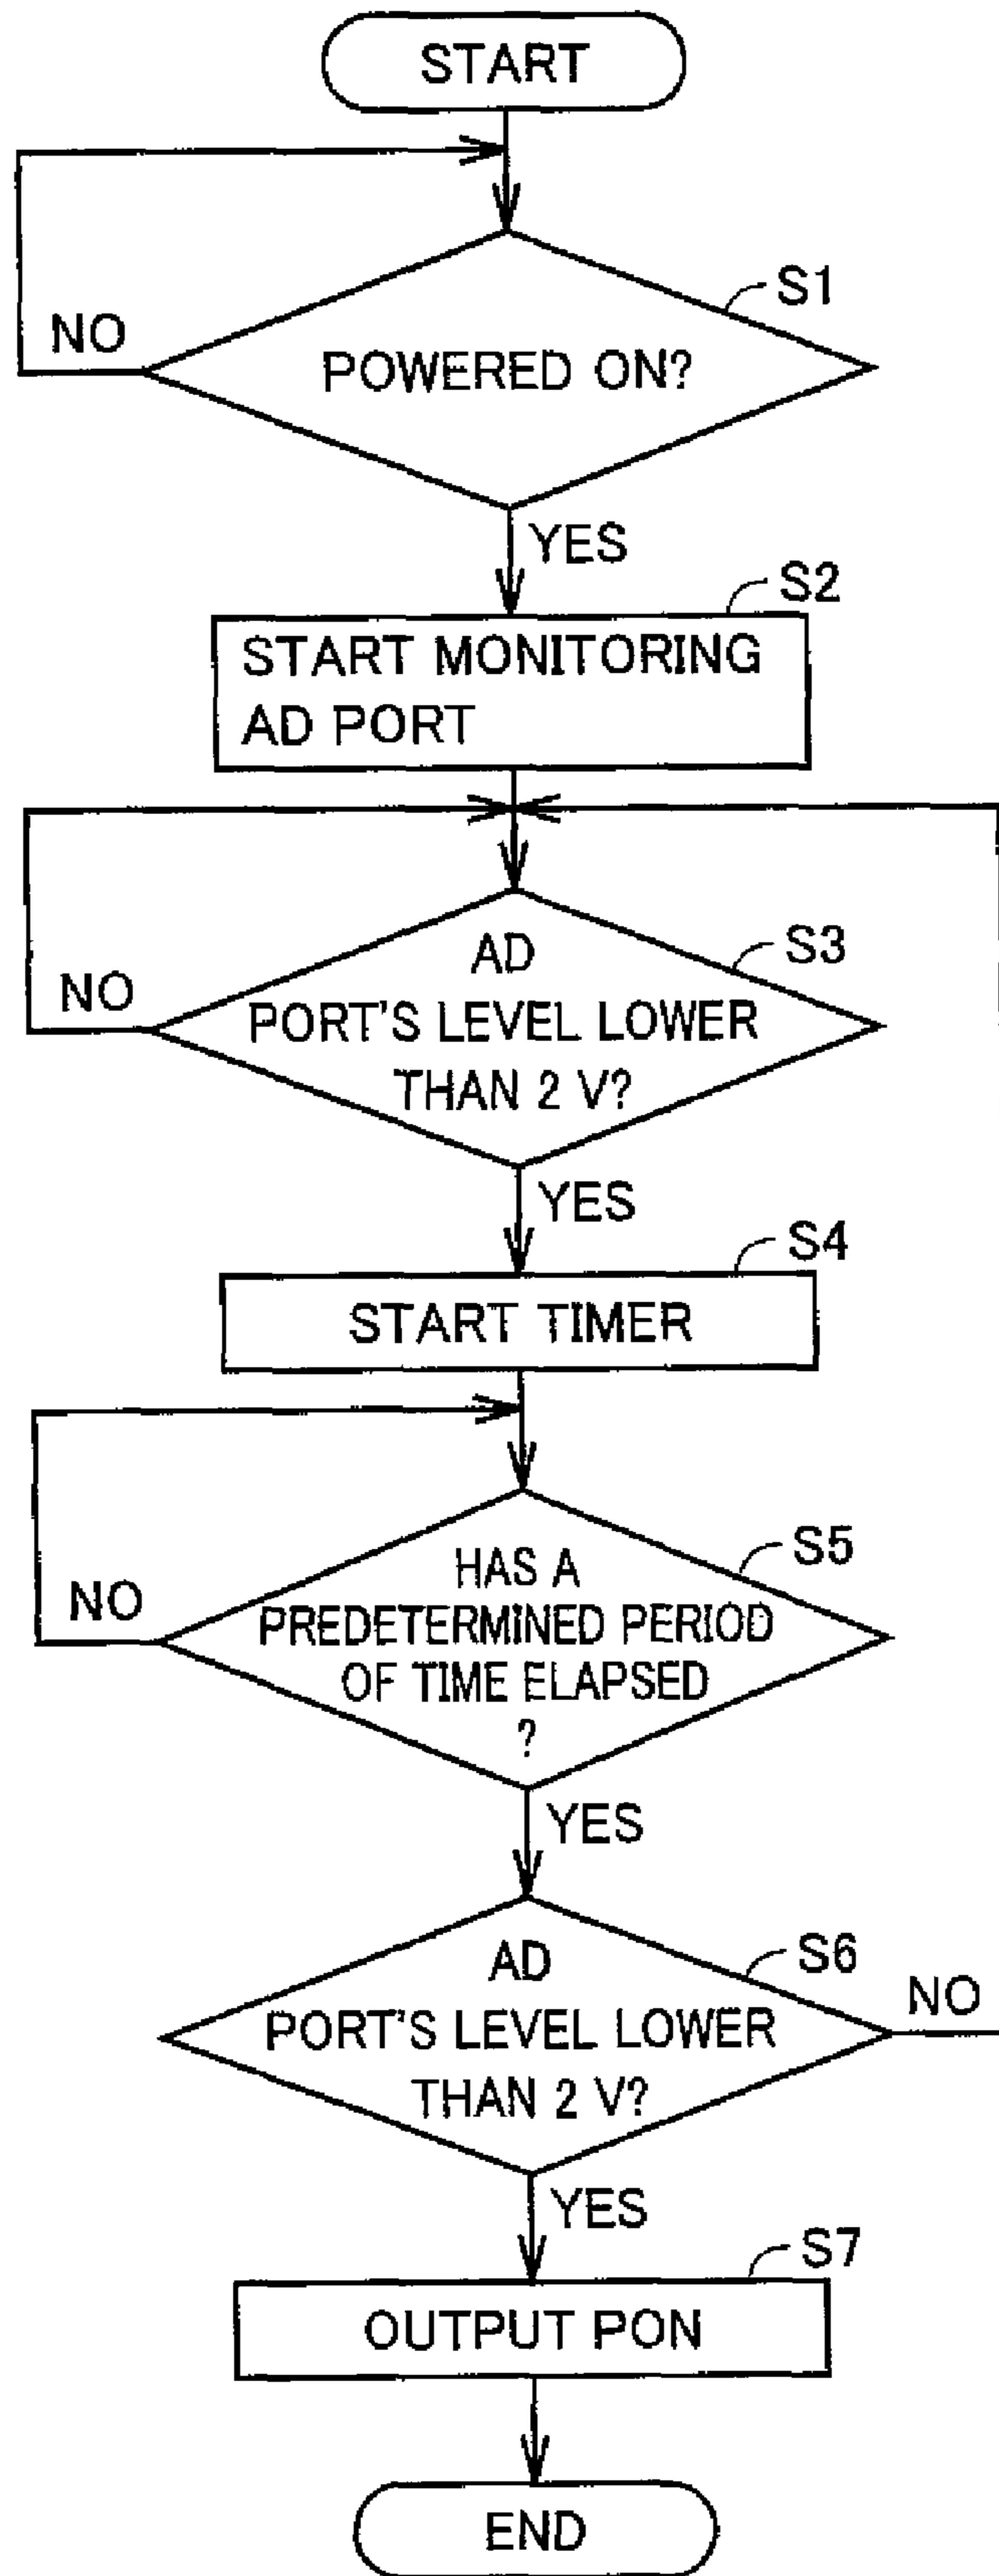 START
S1
NO
POWERED ON?
YES
S2
START MONITORING
AD PORT
S3
AD
NO
PORT'S LEVEL LOWER
THAN 2 V?
YES
S4
START TIMER
S5
HAS A
NO
PREDETERMINED PERIOD
OF TIME ELAPSED
?
YES
S6
AD
NO
PORT'S LEVEL LOWER
THAN 2 V?
YES
S7
OUTPUT PON
END